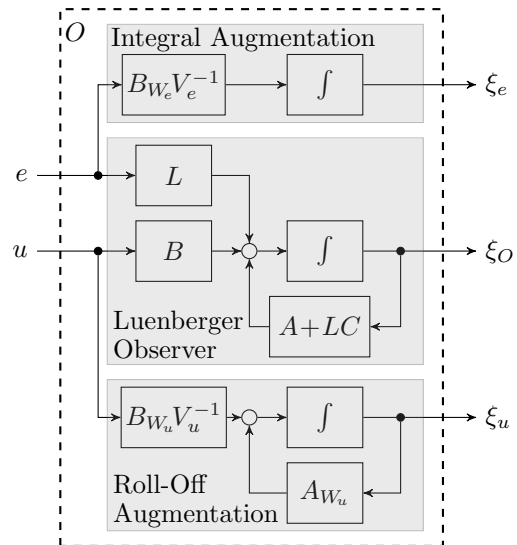 O
Integral Augmentation
B_{W_e}V_e^{-1} ∫ ξ_e
e L
u B ∫ ξ_O
A+LC
Luenberger
Observer
B_{W_u}V_u^{-1} ∫ ξ_u
A_{W_u}
Roll-Off
Augmentation